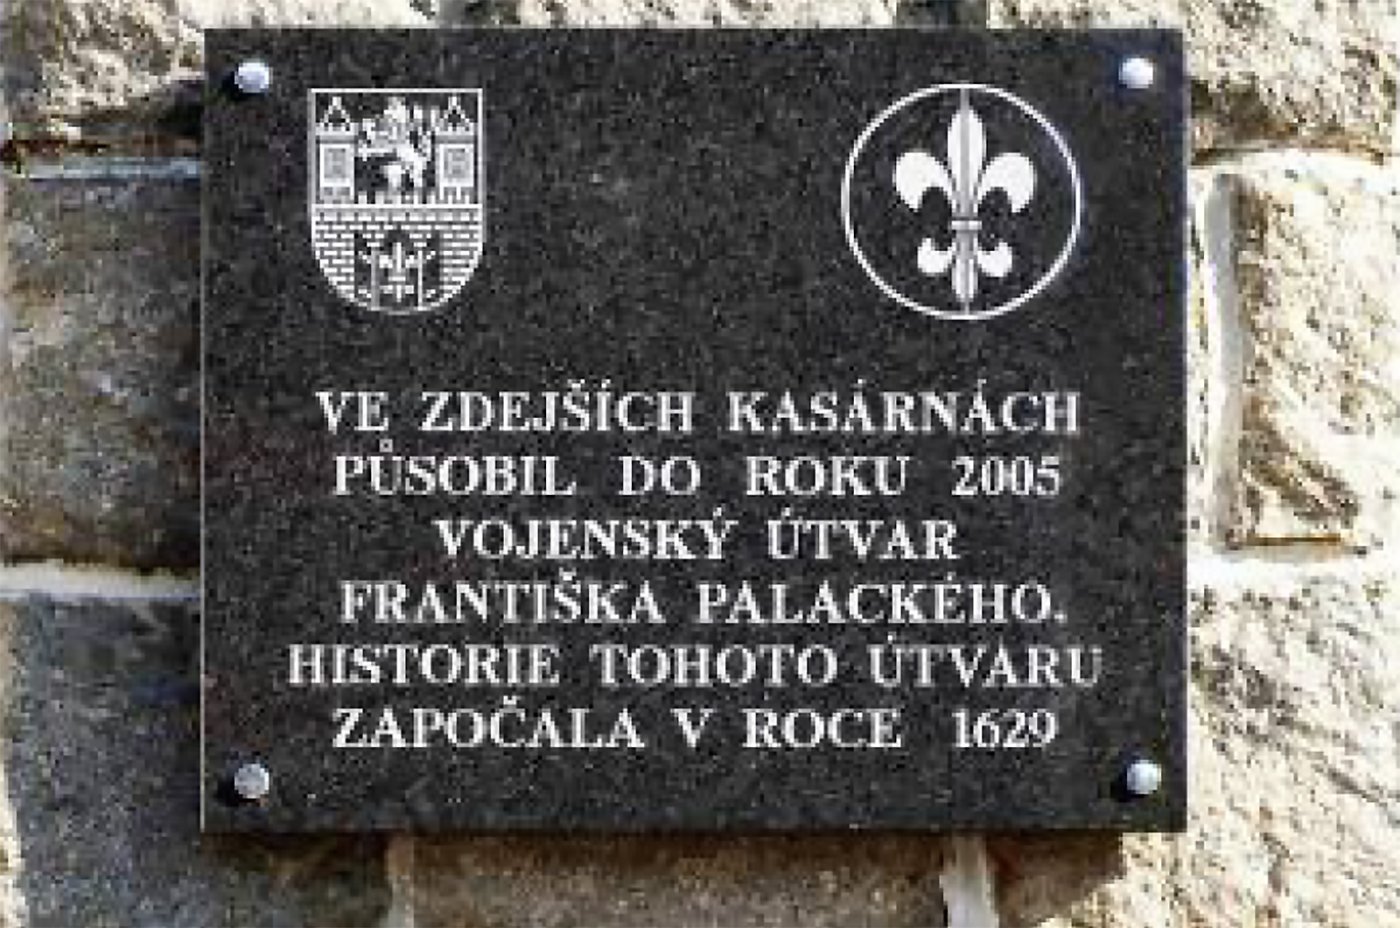 VE ZDEJŠÍCH KASÁRNÁCH
PŮSOBIL DO ROKU 2005
VOJENSKÝ ÚTVAR
FRANTIŠKA PALACKÉHO.
HISTORIE TOHOTO ÚTVARU
ZAPOČALA V ROCE 1629